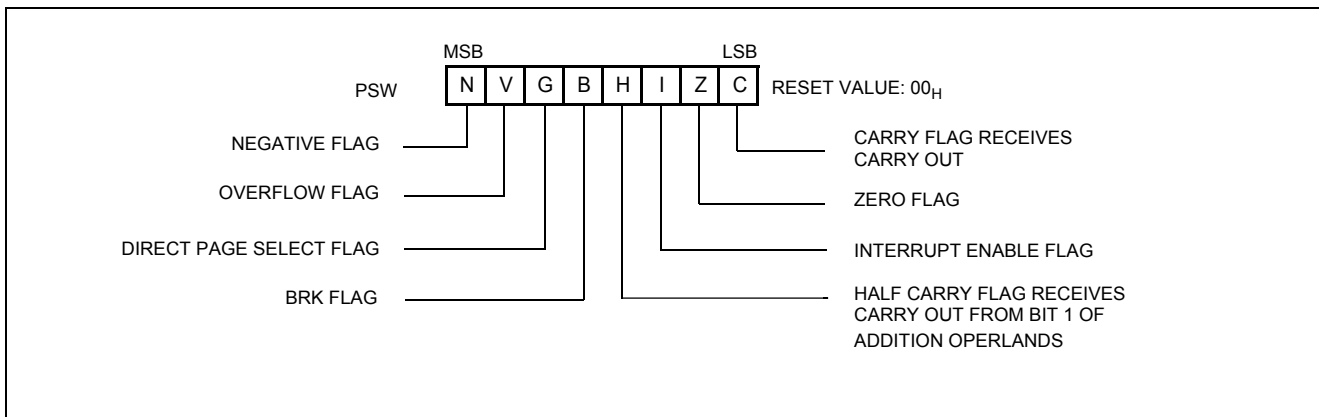 MSB LSB
PSW N V G B H I Z C RESET VALUE: 00H
NEGATIVE FLAG
OVERFLOW FLAG
DIRECT PAGE SELECT FLAG
BRK FLAG
CARRY FLAG RECEIVES
CARRY OUT
ZERO FLAG
INTERRUPT ENABLE FLAG
HALF CARRY FLAG RECEIVES
CARRY OUT FROM BIT 1 OF
ADDITION OPERLANDS